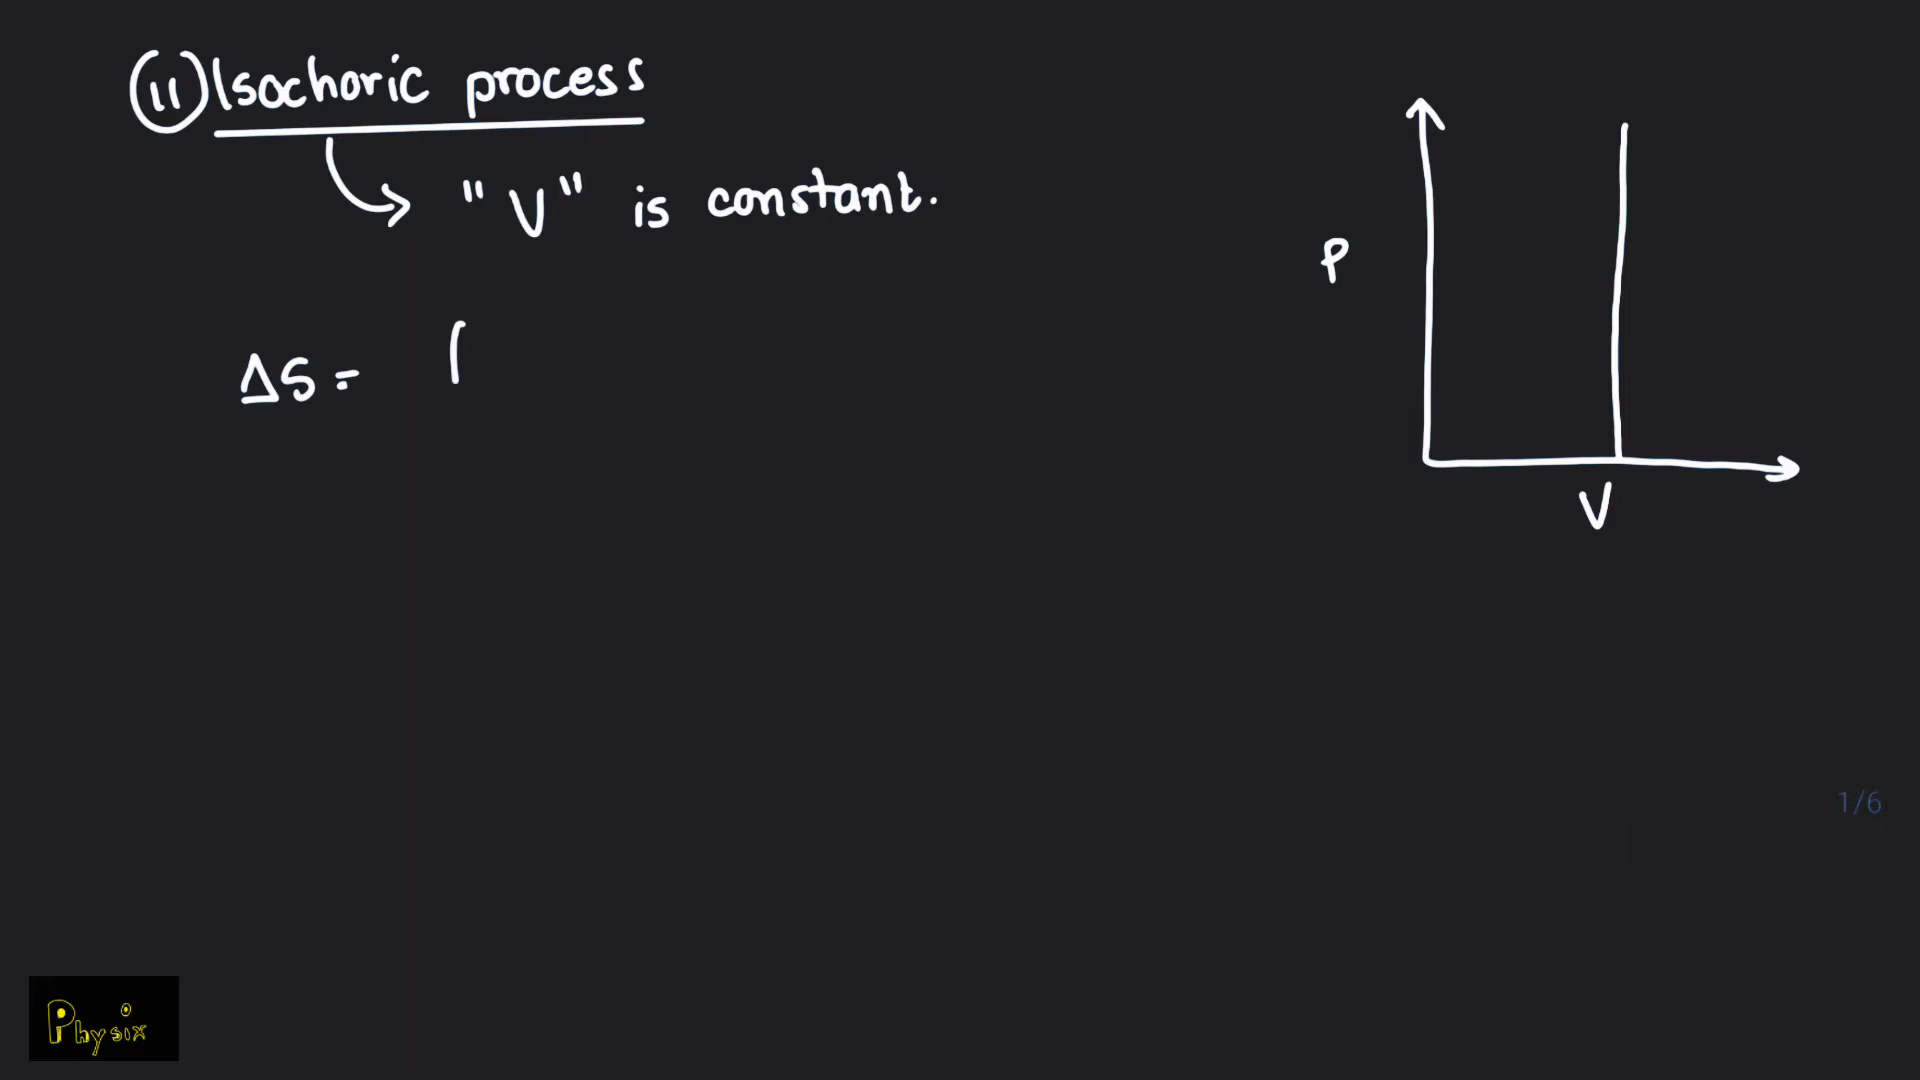 (ii) Isochoric process
"V" is constant.
P
ΔS =
V
1/6
Physix